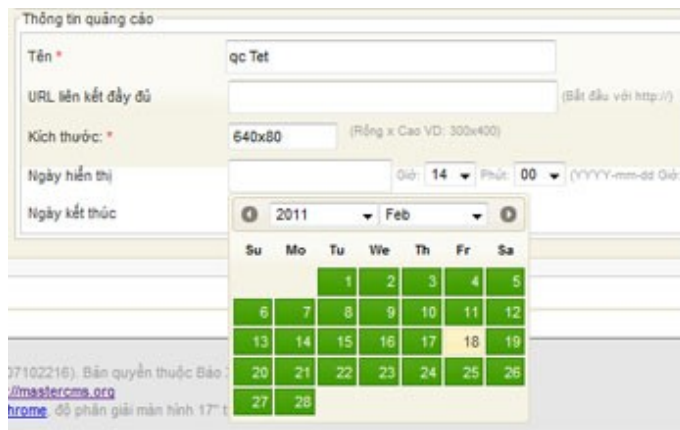 Thông tin quảng cáo
Tên *
qc Tet
URL liên kết đầy đủ
(Bắt đầu với http://)
Kích thước: *
640x80
(Rộng x Cao VD: 300x400)
Ngày hiển thị
Giờ: 14 Phút: 00 (YYYY-mm-dd Giờ:
Ngày kết thúc
2011 Feb
Su Mo Tu We Th Fr Sa
1 2 3 4 5
6 7 8 9 10 11 12
13 14 15 16 17 18 19
20 21 22 23 24 25 26
27 28
07102216). Bản quyền thuộc Báo
://mastercms.org
hrome, độ phân giải màn hình 17" t